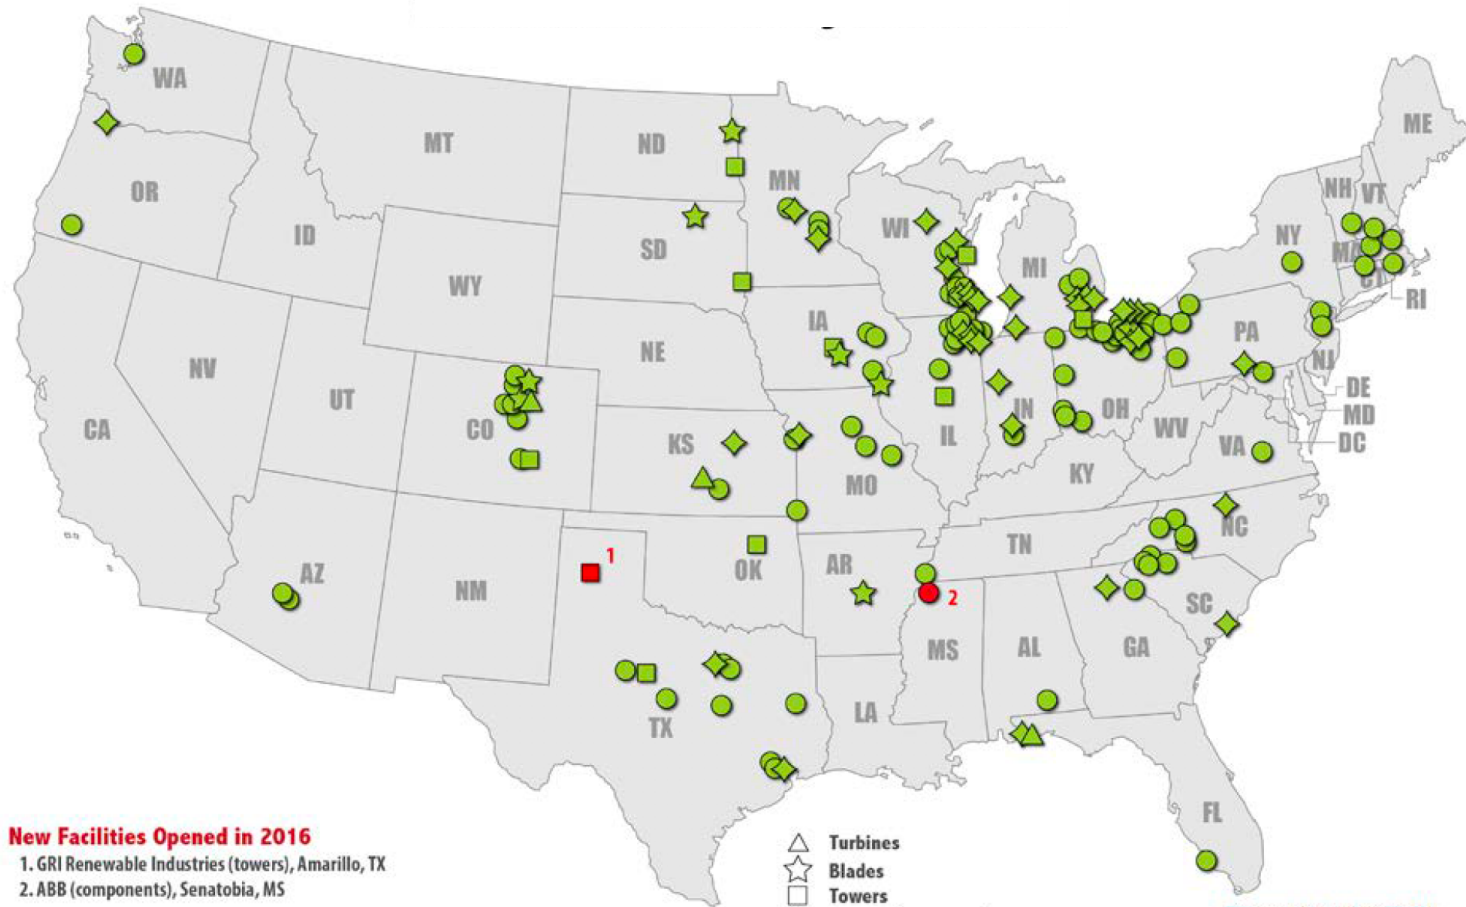 WA
MT
ND
ME
MN
OR
NH
VT
ID
SD
WI
NY
MA
MI
WY
CT
RI
IA
PA
NE
NV
NJ
UT
DE
IN
OH
MD
CA
CO
KS
IL
WV
DC
VA
MO
KY
NC
TN
1
AZ
OK
AR
NM
2
SC
MS
AL
GA
LA
TX
FL
New Facilities Opened in 2016
1. GRI Renewable Industries (towers), Amarillo, TX
2. ABB (components), Senatobia, MS
Turbines
Blades
Towers